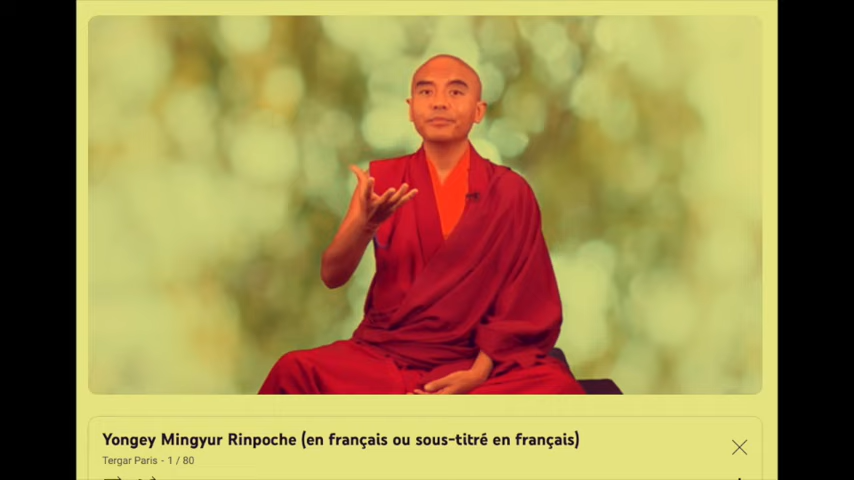 Yongey Mingyur Rinpoche (en français ou sous-titré en français)
Tergar Paris - 1 / 80